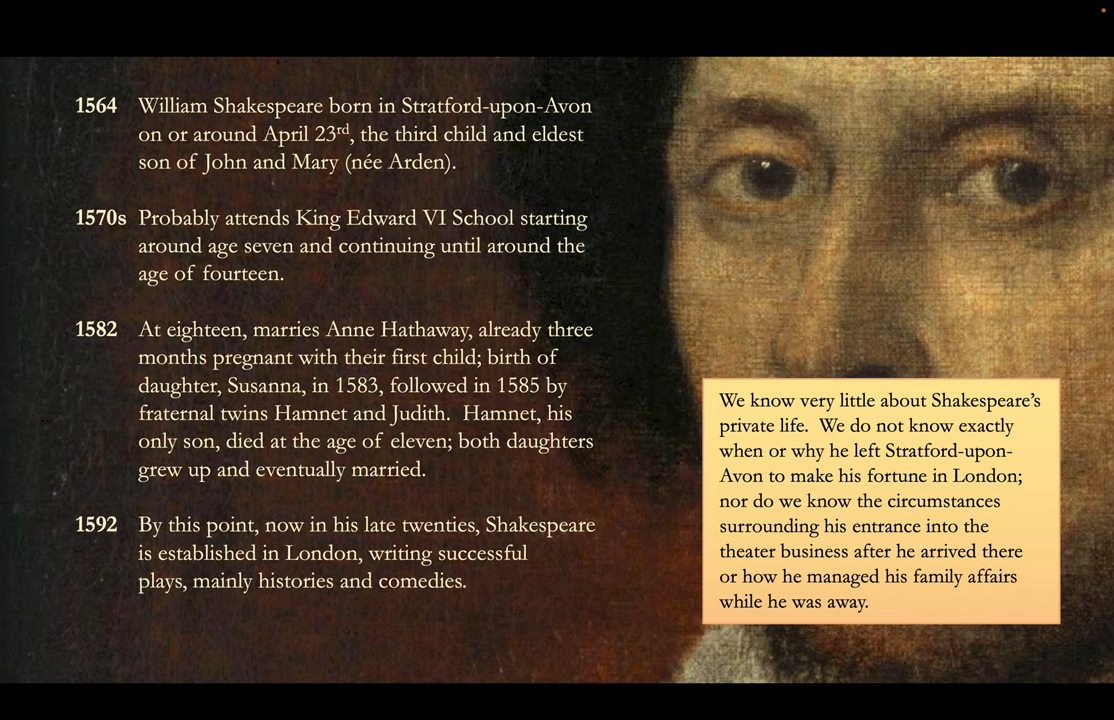 1564 William Shakespeare born in Stratford-upon-Avon
on or around April 23rd, the third child and eldest
son of John and Mary (née Arden).
1570s Probably attends King Edward VI School starting
around age seven and continuing until around the
age of fourteen.
1582 At eighteen, marries Anne Hathaway, already three
months pregnant with their first child; birth of
daughter, Susanna, in 1583, followed in 1585 by
fraternal twins Hamnet and Judith.  Hamnet, his
only son, died at the age of eleven; both daughters
grew up and eventually married.
1592 By this point, now in his late twenties, Shakespeare
is established in London, writing successful
plays, mainly histories and comedies.
We know very little about Shakespeare’s
private life.  We do not know exactly
when or why he left Stratford-upon-
Avon to make his fortune in London;
nor do we know the circumstances
surrounding his entrance into the
theater business after he arrived there
or how he managed his family affairs
while he was away.